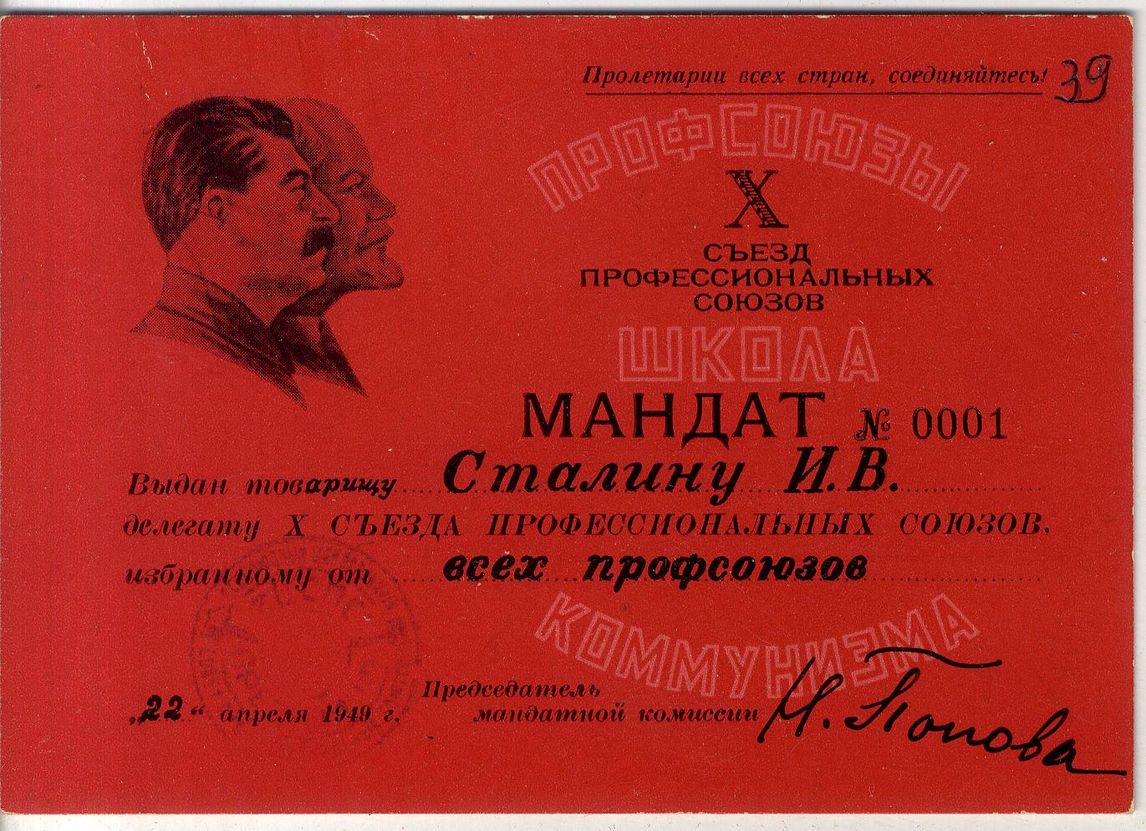 Пролетарии всех стран, соединяйтесь!
39
ПРОФСОЮЗЫ
X
СЪЕЗД
ПРОФЕССИОНАЛЬНЫХ
СОЮЗОВ
ШКОЛА
МАНДАТ № 0001
Выдан товарищу Сталину И.В.
делегату X СЪЕЗДА ПРОФЕССИОНАЛЬНЫХ СОЮЗОВ,
избранному от всех профсоюзов
КОММУНИЗМА
Председатель
„22“ апреля 1949 г. мандатной комиссии Н. Попова